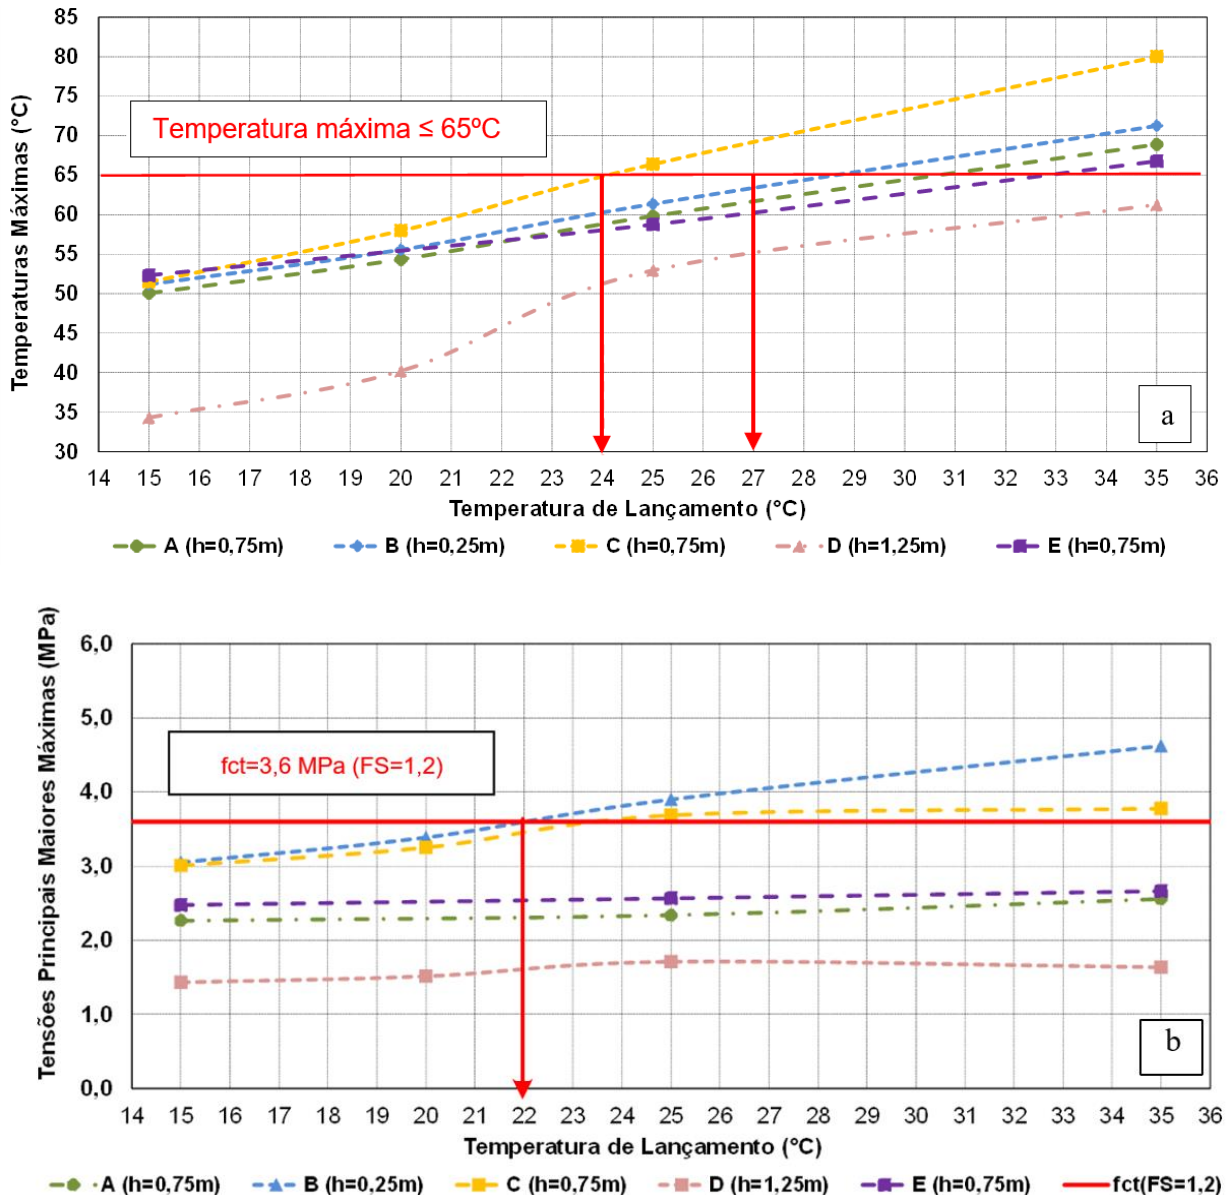 Temperaturas Máximas (°C)
85
80
75
70
65
60
55
50
45
40
35
30
Temperatura máxima ≤ 65ºC
a
14 15 16 17 18 19 20 21 22 23 24 25 26 27 28 29 30 31 32 33 34 35 36
Temperatura de Lançamento (°C)
A (h=0,75m) B (h=0,25m) C (h=0,75m) D (h=1,25m) E (h=0,75m)
Tensões Principais Maiores Máximas (MPa)
6,0
5,0
4,0
3,0
2,0
1,0
0,0
fct=3,6 MPa (FS=1,2)
b
14 15 16 17 18 19 20 21 22 23 24 25 26 27 28 29 30 31 32 33 34 35 36
Temperatura de Lançamento (°C)
A (h=0,75m) B (h=0,25m) C (h=0,75m) D (h=1,25m) E (h=0,75m) fct(FS=1,2)